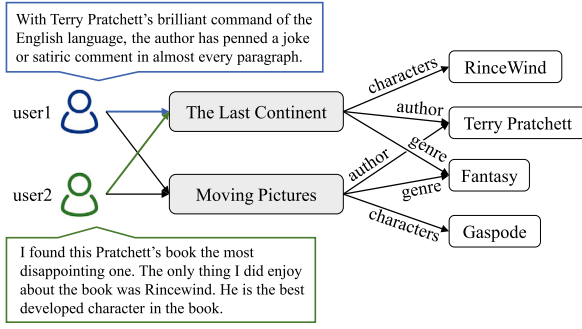 With Terry Pratchett’s brilliant command of the
English language, the author has penned a joke
or satiric comment in almost every paragraph.
user1
The Last Continent
characters
RinceWind
author
Terry Pratchett
genre
author
Fantasy
genre
user2
Moving Pictures
characters
Gaspode
I found this Pratchett’s book the most
disappointing one. The only thing I did enjoy
about the book was Rincewind. He is the best
developed character in the book.